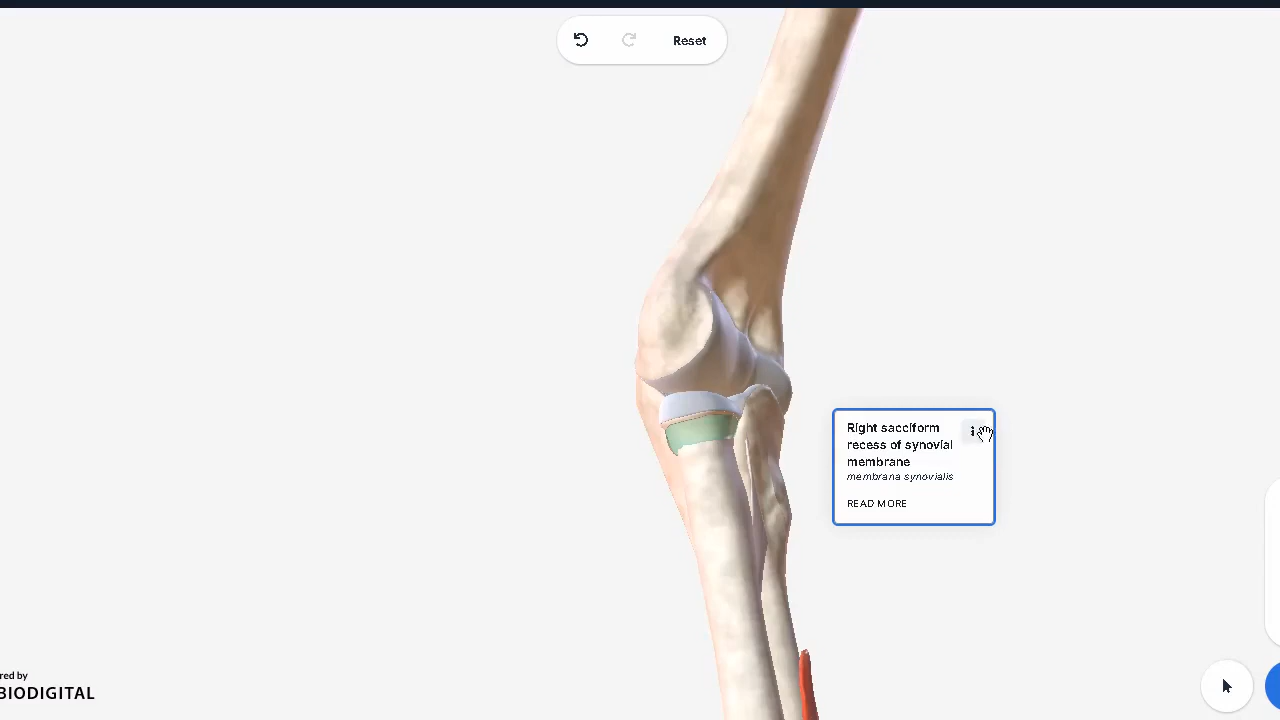 Reset
Right sacciform
recess of synovial
membrane
membrana synovialis
READ MORE
red by
BIODIGITAL